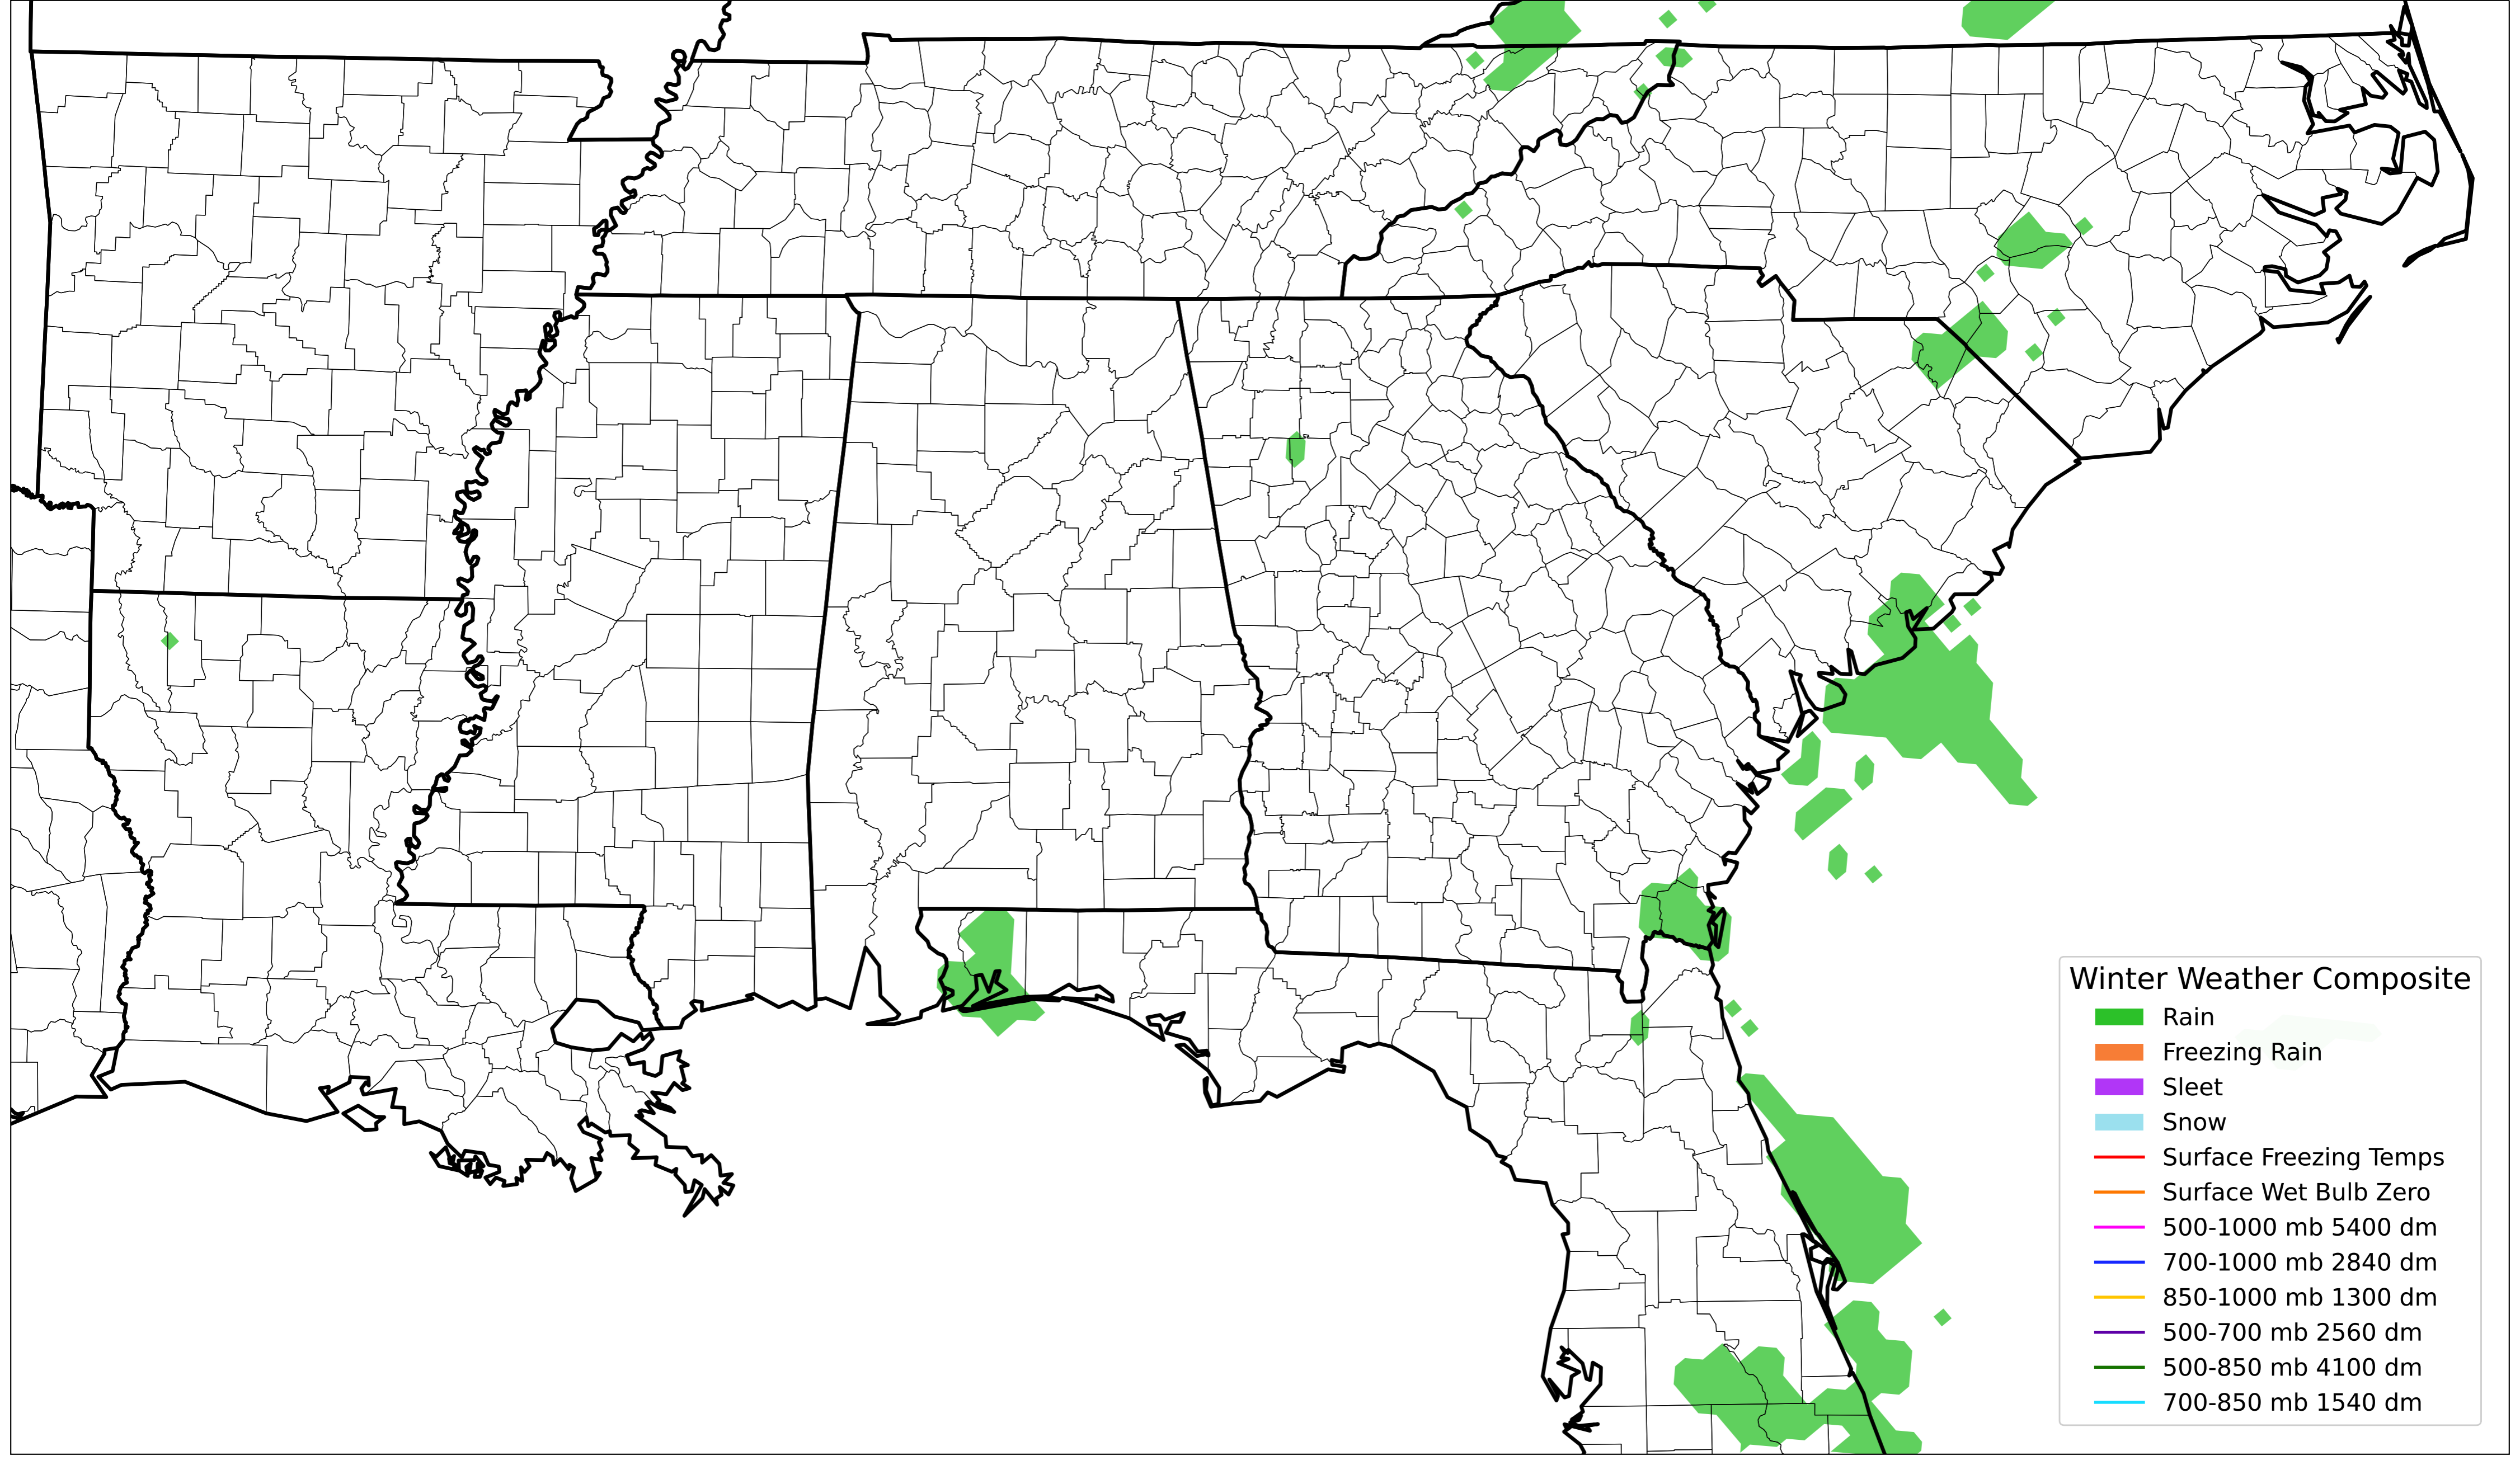 Winter Weather Composite
Rain
Freezing Rain
Sleet
Snow
Surface Freezing Temps
Surface Wet Bulb Zero
500-1000 mb 5400 dm
700-1000 mb 2840 dm
850-1000 mb 1300 dm
500-700 mb 2560 dm
500-850 mb 4100 dm
700-850 mb 1540 dm